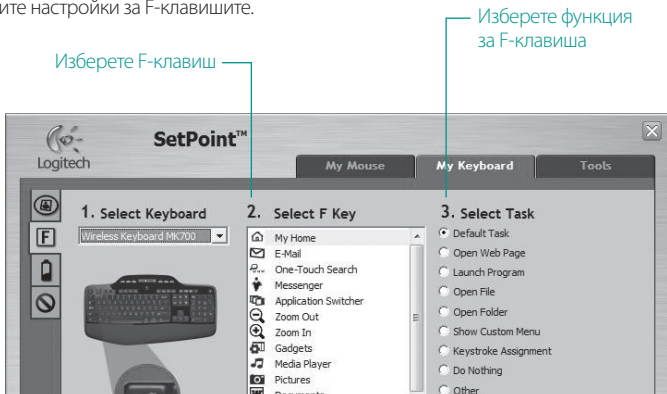 ите настройки за F-клавишите.
Изберете функция
за F-клавиша
Изберете F-клавиш
Logitech
SetPoint™
My Mouse
My Keyboard
Tools
1. Select Keyboard
Wireless Keyboard MK700
2. Select F Key
My Home
E-Mail
One-Touch Search
Messenger
Application Switcher
Zoom Out
Zoom In
Gadgets
Media Player
Pictures
Documents
3. Select Task
Default Task
Open Web Page
Launch Program
Open File
Open Folder
Show Custom Menu
Keystroke Assignment
Do Nothing
Other